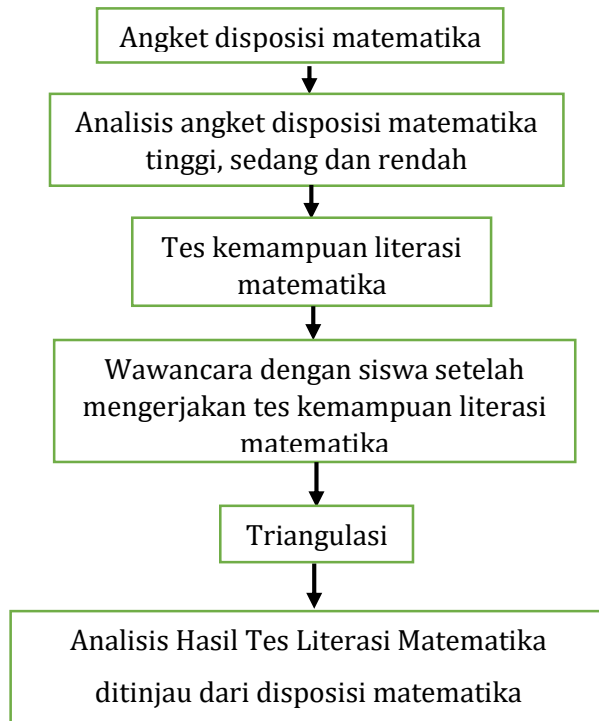 Angket disposisi matematika
Analisis angket disposisi matematika
tinggi, sedang dan rendah
Tes kemampuan literasi
matematika
Wawancara dengan siswa setelah
mengerjakan tes kemampuan literasi
matematika
Triangulasi
Analisis Hasil Tes Literasi Matematika
ditinjau dari disposisi matematika